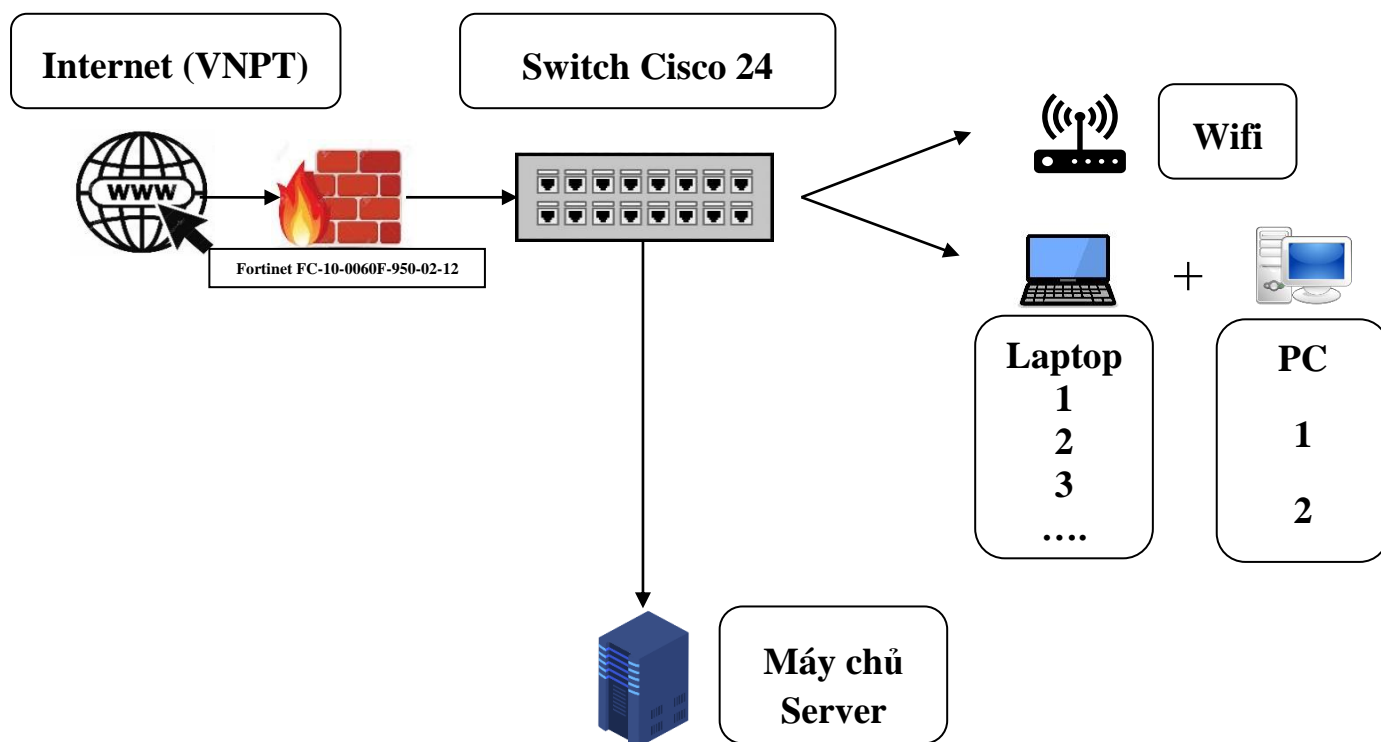 Internet (VNPT)
Switch Cisco 24
Wifi
www
Fortinet FC-10-0060F-950-02-12
+
Laptop
1
2
3
….
PC
1
2
Máy chủ
Server